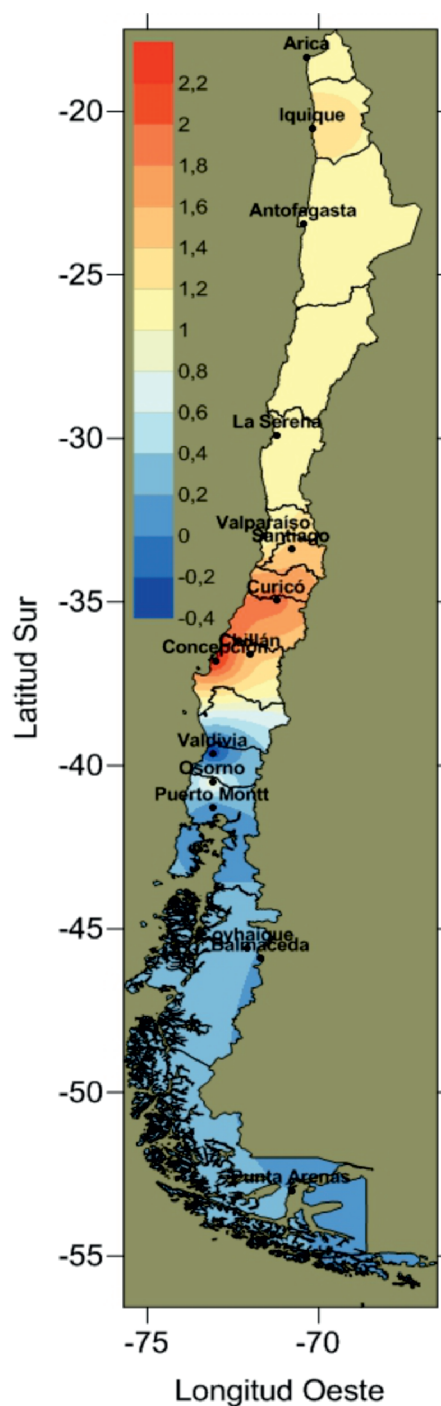 Arica
2,2
-20
Iquique
2
1,8
1,6
Antofagasta
1,4
-25
1,2
1
0,8
La Serena
-30
0,6
0,4
0,2
Valparaíso
0
Santiago
-0,2
Curicó
-35
-0,4
Chillán
Concepción
Valdivia
-40
Osorno
Puerto Montt
-45
Coyhaique
Balmaceda
-50
Punta Arenas
-55
-75
-70
Latitud Sur
Longitud Oeste